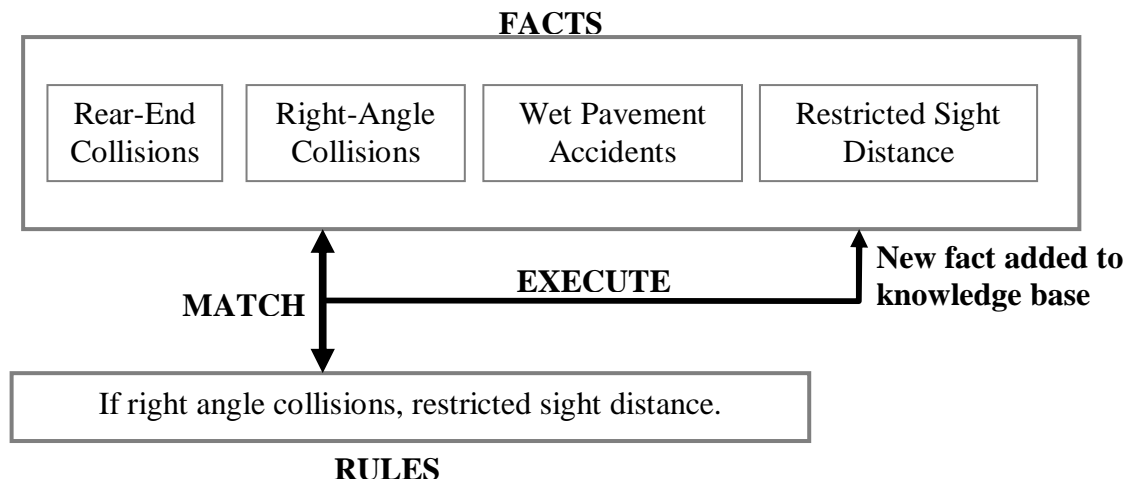 FACTS
Rear-End
Collisions
Right-Angle
Collisions
Wet Pavement
Accidents
Restricted Sight
Distance
MATCH
EXECUTE
New fact added to
knowledge base
If right angle collisions, restricted sight distance.
RULES